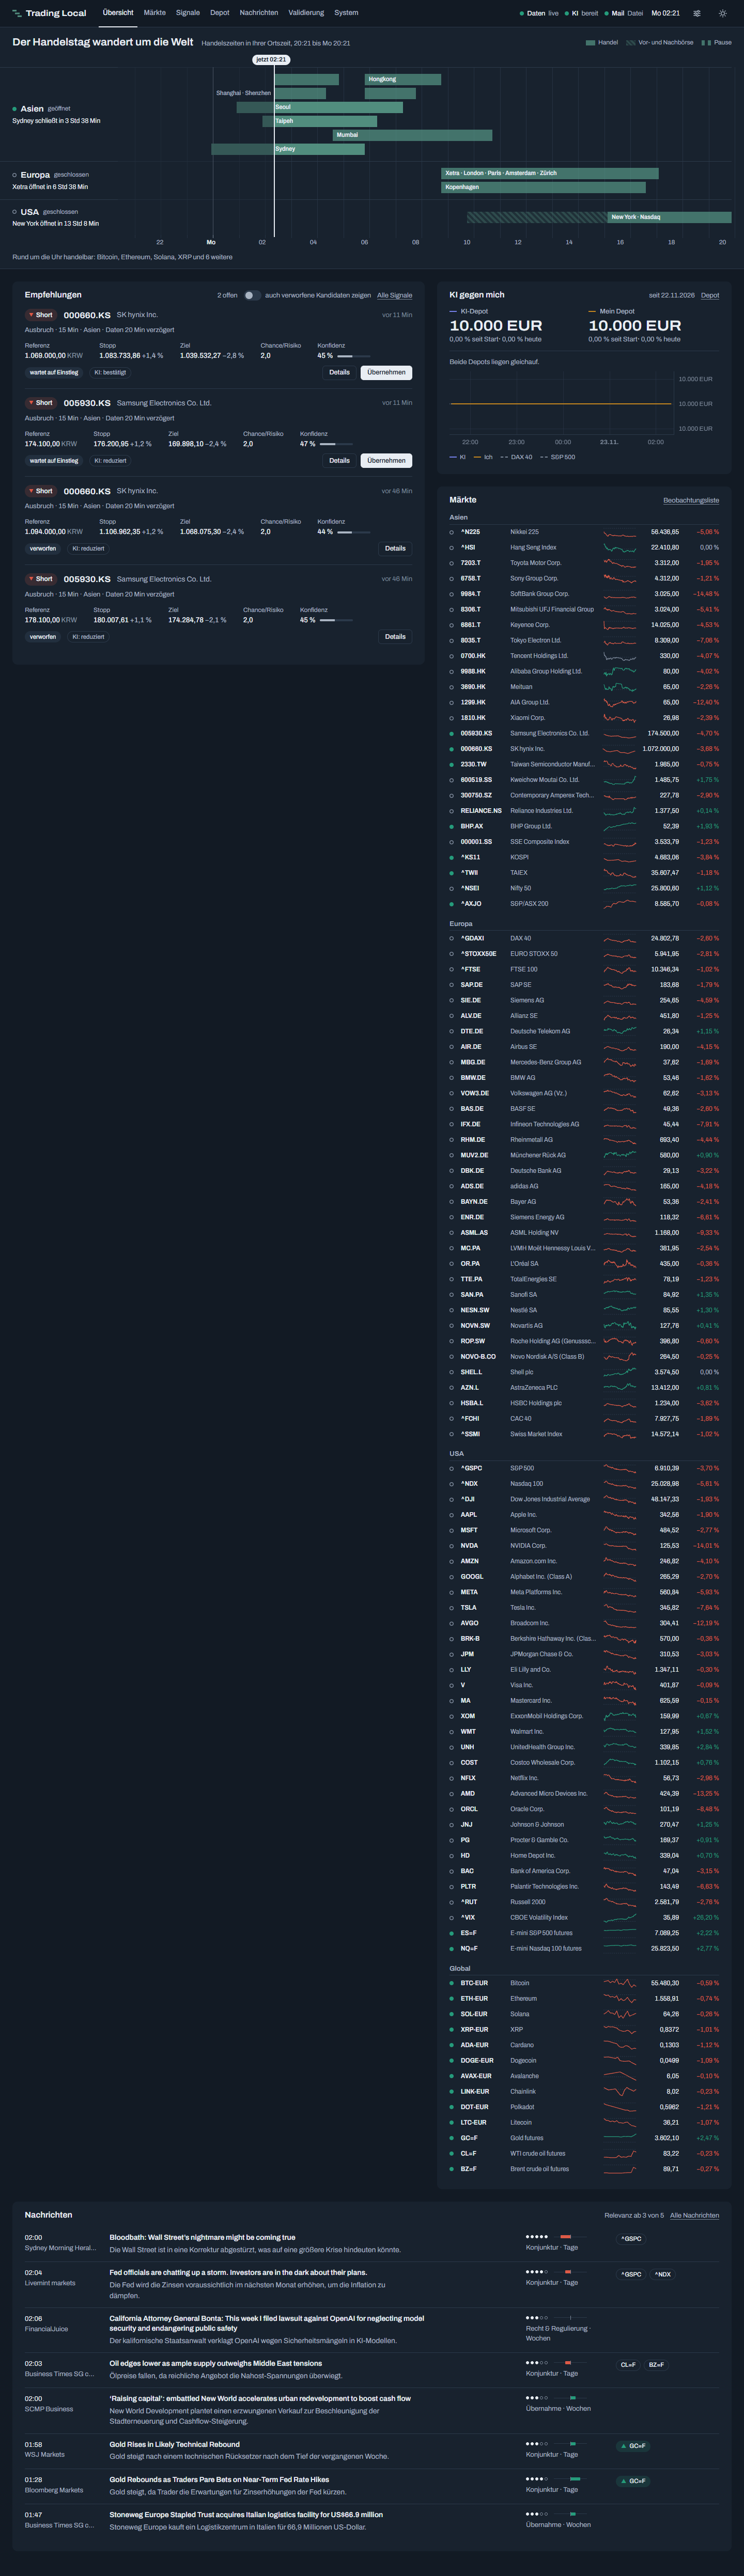 Trading Local Übersicht Märkte Signale Depot Nachrichten Validierung System Daten live KI bereit Mail Datei Mo 02:21
Der Handelstag wandert um die Welt Handelszeiten in Ihrer Ortszeit, 20:21 bis Mo 20:21 Handel Vor- und Nachbörse Pause
jetzt 02:21
Hongkong
Shanghai · Shenzhen
Asien geöffnet
Sydney schließt in 3 Std 38 Min
Seoul
Taipeh
Mumbai
Sydney
Europa geschlossen
Xetra öffnet in 6 Std 38 Min
Xetra · London · Paris · Amsterdam · Zürich
Kopenhagen
USA geschlossen
New York öffnet in 13 Std 8 Min
New York · Nasdaq
22 Mo 02 04 06 08 10 12 14 16 18 20
Rund um die Uhr handelbar: Bitcoin, Ethereum, Solana, XRP und 6 weitere
Empfehlungen 2 offen auch verworfene Kandidaten zeigen Alle Signale
Short 000660.KS SK hynix Inc. vor 11 Min
Ausbruch · 15 Min · Asien · Daten 20 Min verzögert
Referenz Stopp Ziel Chance/Risiko Konfidenz
1.069.000,00 KRW 1.083.733,86 +1,4 % 1.039.532,27 −2,8 % 2,0 45 %
wartet auf Einstieg KI: bestätigt Details Übernehmen
Short 005930.KS Samsung Electronics Co. Ltd. vor 11 Min
Ausbruch · 15 Min · Asien · Daten 20 Min verzögert
Referenz Stopp Ziel Chance/Risiko Konfidenz
174.100,00 KRW 176.200,95 +1,2 % 169.898,10 −2,4 % 2,0 47 %
wartet auf Einstieg KI: reduziert Details Übernehmen
Short 000660.KS SK hynix Inc. vor 46 Min
Ausbruch · 15 Min · Asien · Daten 20 Min verzögert
Referenz Stopp Ziel Chance/Risiko Konfidenz
1.094.000,00 KRW 1.106.962,35 +1,2 % 1.068.075,30 −2,4 % 2,0 44 %
verworfen KI: reduziert Details
Short 005930.KS Samsung Electronics Co. Ltd. vor 46 Min
Ausbruch · 15 Min · Asien · Daten 20 Min verzögert
Referenz Stopp Ziel Chance/Risiko Konfidenz
178.100,00 KRW 180.007,61 +1,1 % 174.284,78 −2,1 % 2,0 45 %
verworfen KI: reduziert Details
KI gegen mich seit 22.11.2026 Depot
KI-Depot Mein Depot
10.000 EUR 10.000 EUR
0,00 % seit Start · 0,00 % heute 0,00 % seit Start · 0,00 % heute
Beide Depots liegen gleichauf.
10.000 EUR
10.000 EUR
10.000 EUR
22:00 23:00 00:00 23.11. 02:00
KI Ich DAX 40 S&P 500
Märkte Beobachtungsliste
Asien
^N225 Nikkei 225 56.436,65 −5,06 %
^HSI Hang Seng Index 22.410,80 0,00 %
7203.T Toyota Motor Corp. 3.312,00 −1,95 %
6758.T Sony Group Corp. 4.312,00 −1,21 %
9984.T SoftBank Group Corp. 3.025,00 −14,48 %
8306.T Mitsubishi UFJ Financial Group 3.024,00 −5,41 %
6861.T Keyence Corp. 14.025,00 −4,53 %
8035.T Tokyo Electron Ltd. 8.309,00 −7,06 %
0700.HK Tencent Holdings Ltd. 330,00 −4,07 %
9988.HK Alibaba Group Holding Ltd. 80,00 −4,02 %
3690.HK Meituan 65,00 −2,26 %
1299.HK AIA Group Ltd. 65,00 −12,40 %
1810.HK Xiaomi Corp. 26,98 −2,39 %
005930.KS Samsung Electronics Co. Ltd. 174.500,00 −4,70 %
000660.KS SK hynix Inc. 1.072.000,00 −3,68 %
2330.TW Taiwan Semiconductor Manuf... 1.985,00 −0,75 %
600519.SS Kweichow Moutai Co. Ltd. 1.485,75 +1,75 %
300750.SZ Contemporary Amperex Tech... 227,78 −2,90 %
RELIANCE.NS Reliance Industries Ltd. 1.377,50 +0,14 %
BHP.AX BHP Group Ltd. 52,39 +1,93 %
000001.SS SSE Composite Index 3.533,79 −1,23 %
^KS11 KOSPI 4.683,06 −3,84 %
^TWII TAIEX 35.607,47 −1,18 %
^NSEI Nifty 50 25.800,60 +1,12 %
^AXJO S&P/ASX 200 8.585,70 −0,08 %
Europa
^GDAXI DAX 40 24.802,78 −2,60 %
^STOXX50E EURO STOXX 50 5.941,95 −2,81 %
^FTSE FTSE 100 10.346,34 −1,02 %
SAP.DE SAP SE 183,68 −1,79 %
SIE.DE Siemens AG 254,65 −4,59 %
ALV.DE Allianz SE 451,80 −1,25 %
DTE.DE Deutsche Telekom AG 26,34 +1,15 %
AIR.DE Airbus SE 190,00 −4,15 %
MBG.DE Mercedes-Benz Group AG 37,62 −1,69 %
BMW.DE BMW AG 53,46 −1,62 %
VOW3.DE Volkswagen AG (Vz.) 62,62 −3,13 %
BAS.DE BASF SE 49,36 −2,60 %
IFX.DE Infineon Technologies AG 45,44 −7,91 %
RHM.DE Rheinmetall AG 693,40 −4,44 %
MUV2.DE Münchener Rück AG 580,00 +0,90 %
DBK.DE Deutsche Bank AG 29,13 −3,22 %
ADS.DE adidas AG 165,00 −4,18 %
BAYN.DE Bayer AG 53,36 −2,41 %
ENR.DE Siemens Energy AG 118,32 −6,61 %
ASML.AS ASML Holding NV 1.168,00 −9,33 %
MC.PA LVMH Moët Hennessy Louis V... 381,95 −2,54 %
OR.PA L'Oréal SA 435,00 −0,38 %
TTE.PA TotalEnergies SE 78,19 −1,23 %
SAN.PA Sanofi SA 84,92 +1,35 %
NESN.SW Nestlé SA 85,55 +1,30 %
NOVN.SW Novartis AG 127,76 +0,41 %
ROP.SW Roche Holding AG (Genusssc... 396,80 −0,60 %
NOVO-B.CO Novo Nordisk A/S (Class B) 264,50 −0,25 %
SHEL.L Shell plc 3.574,50 0,00 %
AZN.L AstraZeneca PLC 13.412,00 +0,81 %
HSBA.L HSBC Holdings plc 1.234,00 −3,82 %
^FCHI CAC 40 7.927,75 −1,89 %
^SSMI Swiss Market Index 14.572,14 −1,02 %
USA
^GSPC S&P 500 6.910,39 −3,70 %
^NDX Nasdaq 100 25.028,98 −5,61 %
^DJI Dow Jones Industrial Average 48.147,33 −1,93 %
AAPL Apple Inc. 342,56 −1,90 %
MSFT Microsoft Corp. 484,52 −2,77 %
NVDA NVIDIA Corp. 125,53 −14,01 %
AMZN Amazon.com Inc. 246,82 −4,10 %
GOOGL Alphabet Inc. (Class A) 265,29 −2,70 %
META Meta Platforms Inc. 560,84 −5,93 %
TSLA Tesla Inc. 345,82 −7,64 %
AVGO Broadcom Inc. 304,41 −12,19 %
BRK-B Berkshire Hathaway Inc. (Clas... 570,00 −0,36 %
JPM JPMorgan Chase & Co. 310,53 −3,03 %
LLY Eli Lilly and Co. 1.347,11 −0,30 %
V Visa Inc. 401,87 −0,09 %
MA Mastercard Inc. 625,59 −0,15 %
XOM ExxonMobil Holdings Corp. 159,99 +0,67 %
WMT Walmart Inc. 127,95 +1,52 %
UNH UnitedHealth Group Inc. 339,85 +2,84 %
COST Costco Wholesale Corp. 1.102,15 +0,76 %
NFLX Netflix Inc. 56,73 −2,96 %
AMD Advanced Micro Devices Inc. 424,39 −13,25 %
ORCL Oracle Corp. 101,19 −8,48 %
JNJ Johnson & Johnson 270,47 +1,25 %
PG Procter & Gamble Co. 169,37 +0,91 %
HD Home Depot Inc. 339,04 +0,70 %
BAC Bank of America Corp. 47,04 −3,15 %
PLTR Palantir Technologies Inc. 143,49 −6,63 %
^RUT Russell 2000 2.581,79 −2,76 %
^VIX CBOE Volatility Index 35,89 +29,20 %
ES=F E-mini S&P 500 futures 7.069,25 +2,22 %
NQ=F E-mini Nasdaq 100 futures 25.823,50 +2,77 %
Global
BTC-EUR Bitcoin 55.480,30 −0,59 %
ETH-EUR Ethereum 1.558,91 −0,74 %
SOL-EUR Solana 64,26 −0,26 %
XRP-EUR XRP 0,8372 −1,01 %
ADA-EUR Cardano 0,1303 −1,12 %
DOGE-EUR Dogecoin 0,0499 −1,09 %
AVAX-EUR Avalanche 6,05 −0,10 %
LINK-EUR Chainlink 8,02 −0,23 %
DOT-EUR Polkadot 0,5962 −1,21 %
LTC-EUR Litecoin 36,21 −1,07 %
GC=F Gold futures 3.602,10 +2,47 %
CL=F WTI crude oil futures 83,22 −0,23 %
BZ=F Brent crude oil futures 89,71 −0,27 %
Nachrichten Relevanz ab 3 von 5 Alle Nachrichten
02:00 Bloodbath: Wall Street's nightmare might be coming true ^GSPC
Sydney Morning Heral... Die Wall Street ist in eine Korrektur abgestürzt, was auf eine größere Krise hindeuten könnte. Konjunktur · Tage
02:04 Fed officials are chatting up a storm. Investors are in the dark about their plans. ^GSPC ^NDX
Livemint markets Die Fed wird die Zinsen voraussichtlich im nächsten Monat erhöhen, um die Inflation zu Konjunktur · Tage
dämpfen.
02:06 California Attorney General Bonta: This week I filed lawsuit against OpenAI for neglecting model
FinancialJuice security and endangering public safety Recht & Regulierung ·
Der kalifornische Staatsanwalt verklagt OpenAI wegen Sicherheitsmängeln in KI-Modellen. Wochen
02:03 Oil edges lower as ample supply outweighs Middle East tensions CL=F BZ=F
Business Times SG c... Ölpreise fallen, da reichliche Angebot die Nahost-Spannungen überwiegt. Konjunktur · Tage
02:00 'Raising capital': embattled New World accelerates urban redevelopment to boost cash flow
SCMP Business New World Development plantet einen erzwungenen Verkauf zur Beschleunigung der Übernahme · Wochen
Stadterneuerung und Cashflow-Steigerung.
01:58 Gold Rises in Likely Technical Rebound GC=F
WSJ Markets Gold steigt nach einem technischen Rücksetzer nach dem Tief der vergangenen Woche. Konjunktur · Tage
01:28 Gold Rebounds as Traders Pare Bets on Near-Term Fed Rate Hikes GC=F
Bloomberg Markets Gold steigt, da Trader die Erwartungen für Zinserhöhungen der Fed kürzen. Konjunktur · Tage
01:47 Stoneweg Europe Stapled Trust acquires Italian logistics facility for US$66.9 million
Business Times SG c... Stoneweg Europe kauft ein Logistikzentrum in Italien für 66,9 Millionen US-Dollar. Übernahme · Wochen